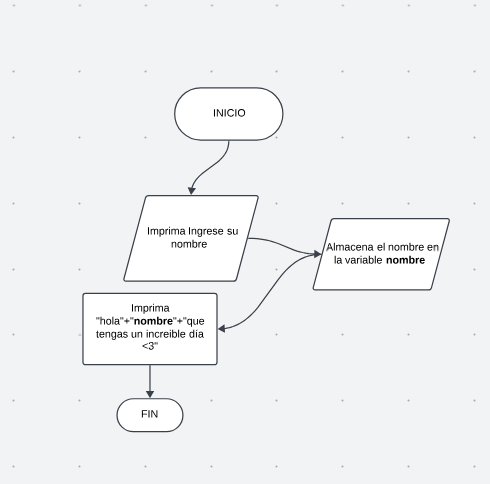 INICIO
Imprima Ingrese su
nombre
Almacena el nombre en
la variable nombre
Imprima
"hola"+"nombre"+"que
tengas un increible día
<3"
FIN